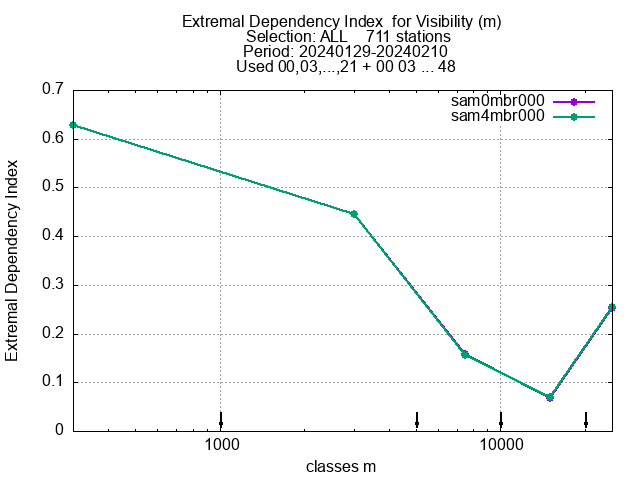 Extremal Dependency Index  for Visibility (m)
Selection: ALL    711 stations
Period: 20240129-20240210
Used 00,03,...,21 + 00 03 ... 48
sam0mbr000
sam4mbr000
Extremal Dependency Index
0.7
0.6
0.5
0.4
0.3
0.2
0.1
0
1000
10000
classes m